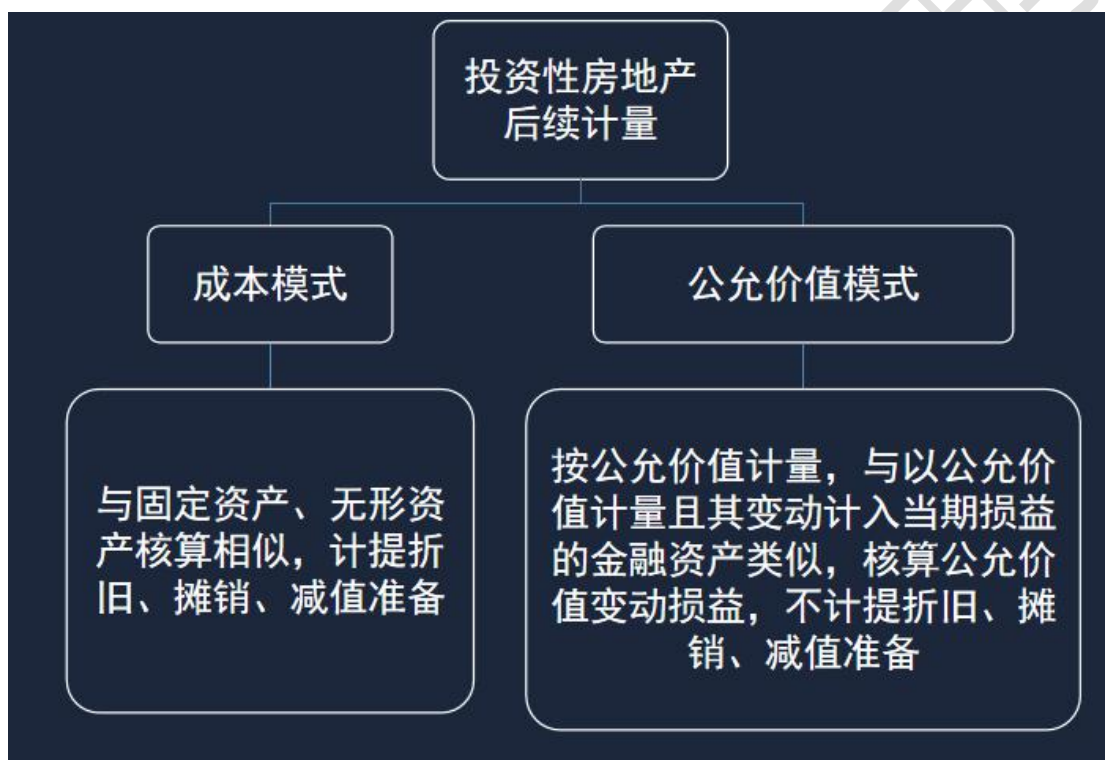 投资性房地产
后续计量
成本模式
公允价值模式
与固定资产、无形资
产核算相似，计提折
旧、摊销、减值准备
按公允价值计量，与以公允价
值计量且其变动计入当期损益
的金融资产类似，核算公允价
值变动损益，不计提折旧、摊
销、减值准备